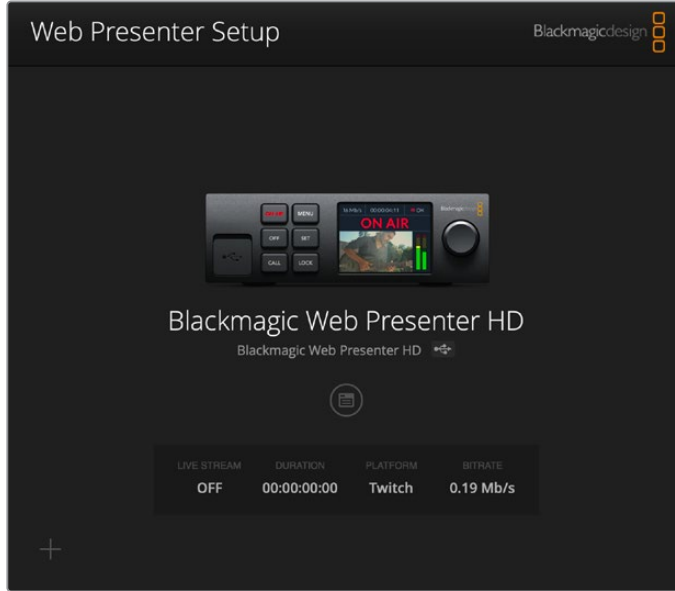 Web Presenter Setup
Blackmagicdesign
ON AIR MENU
OFF SET
CALL LOCK
ON AIR
Blackmagic Web Presenter HD
Blackmagic Web Presenter HD
LIVE STREAM DURATION PLATFORM BITRATE
OFF 00:00:00:00 Twitch 0.19 Mb/s